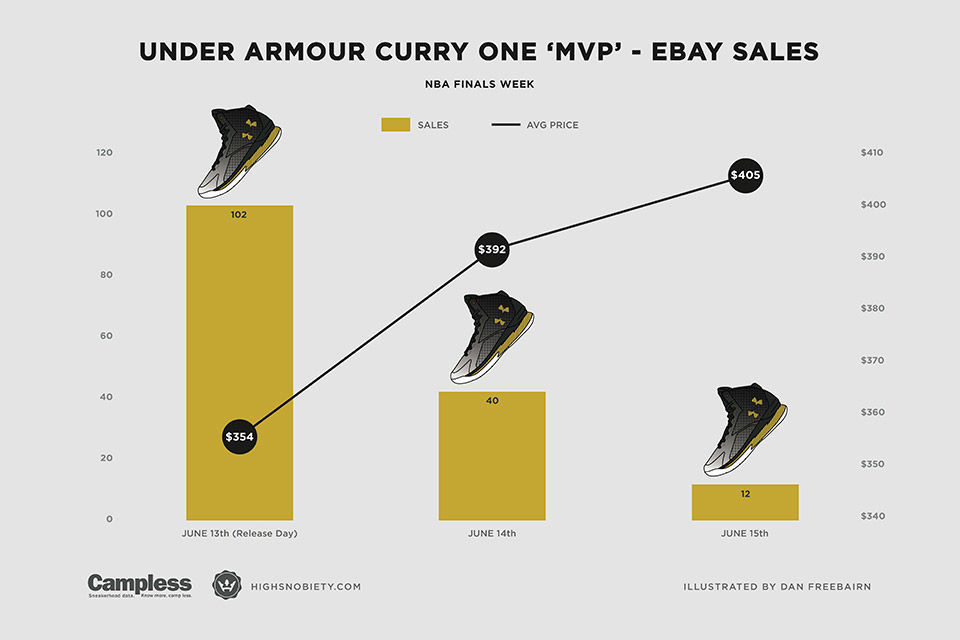 UNDER ARMOUR CURRY ONE ‘MVP’ - EBAY SALES
NBA FINALS WEEK
SALES
AVG PRICE
120
100
80
60
40
20
0
$410
$400
$390
$380
$370
$360
$350
$340
102
40
12
$354
$392
$405
JUNE 13th (Release Day)
JUNE 14th
JUNE 15th
Campless
Sneakerhead data. Know more. camp less.
HIGHSNOBIETY.COM
ILLUSTRATED BY DAN FREEBAIRN